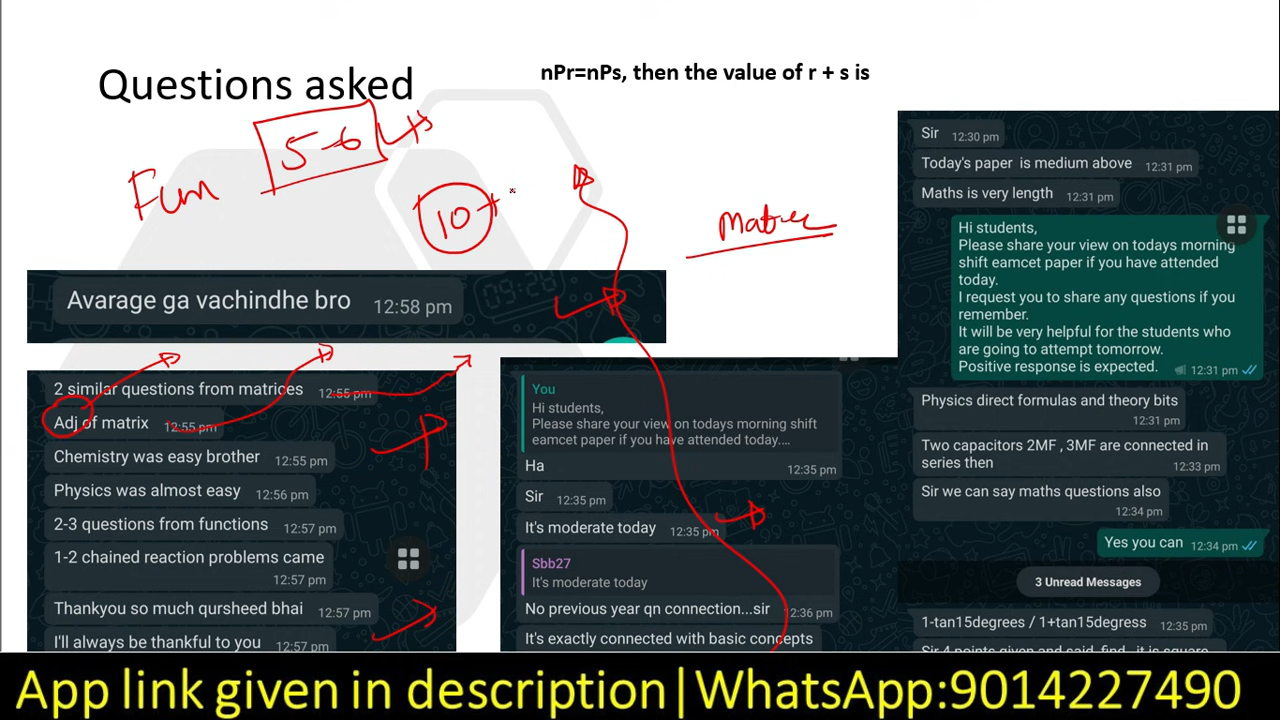 Questions asked
nPr=nPs, then the value of r + s is
5-6
Fun
10+
Avarage ga vachindhe bro 12:58 pm
2 similar questions from matrices 12:55 pm
Adj of matrix 12:55 pm
Chemistry was easy brother 12:55 pm
Physics was almost easy 12:56 pm
2-3 questions from functions 12:57 pm
1-2 chained reaction problems came
12:57 pm
Thankyou so much qursheed bhai 12:57 pm
I'll always be thankful to you 12:57 pm
You
Hi students,
Please share your view on todays morning shift
eamcet paper if you have attended today....
Ha 12:35 pm
Sir 12:35 pm
It's moderate today 12:35 pm
Sbb27
It's moderate today
No previous year qn connection...sir 12:36 pm
It's exactly connected with basic concepts
Sir 12:30 pm
Today's paper is medium above 12:31 pm
Maths is very length 12:31 pm
Hi students,
Please share your view on todays morning
shift eamcet paper if you have attended
today.
I request you to share any questions if you
remember.
It will be very helpful for the students who
are going to attempt tomorrow.
Positive response is expected. 12:31 pm
Physics direct formulas and theory bits
12:31 pm
Two capacitors 2MF , 3MF are connected in
series then 12:33 pm
Sir we can say maths questions also
12:34 pm
Yes you can 12:34 pm
3 Unread Messages
1-tan15degrees / 1+tan15degress 12:35 pm
Sir 4 points given and said find it is square
App link given in description|WhatsApp:9014227490